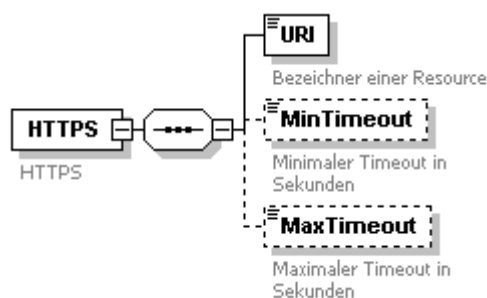 URI
Bezeichner einer Resource
HTTPS
HTTPS
MinTimeout
Minimaler Timeout in
Sekunden
MaxTimeout
Maximaler Timeout in
Sekunden